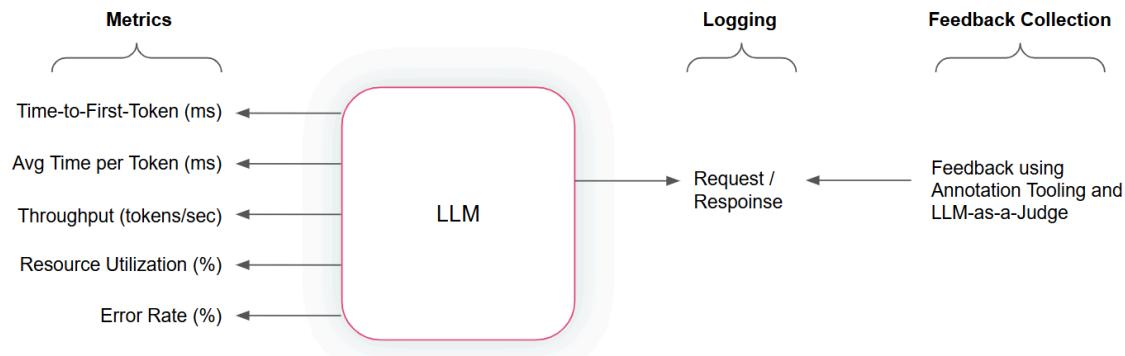 Metrics
Logging
Feedback Collection
Time-to-First-Token (ms)
Avg Time per Token (ms)
Throughput (tokens/sec)
Resource Utilization (%)
Error Rate (%)
LLM
Request /
Respoinse
Feedback using
Annotation Tooling and
LLM-as-a-Judge